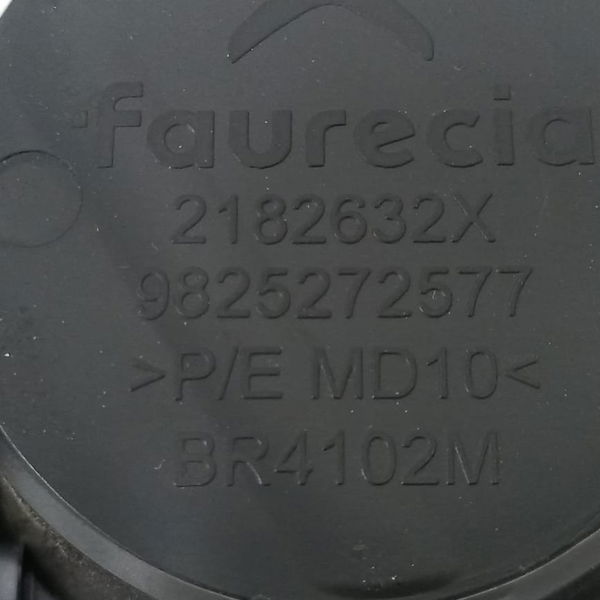 faurecia
2182632X
9825272577
>P/E MD10<
BR4102M